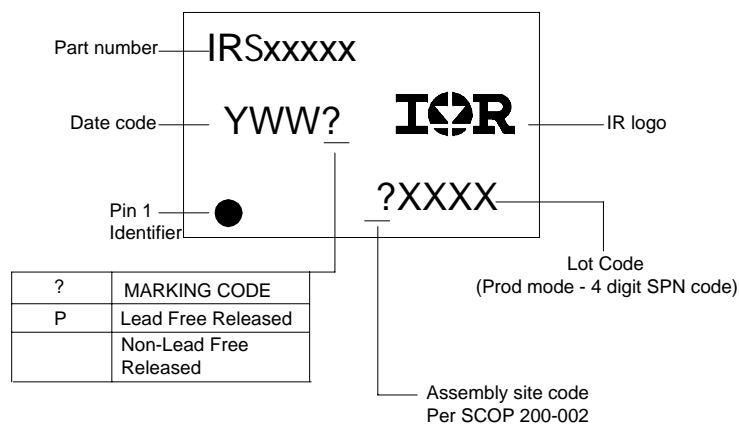 Part number
IRSxxxxx
Date code
YWW?
IOR
IR logo
?XXXX
Pin 1
Identifier
Lot Code
(Prod mode - 4 digit SPN code)
? MARKING CODE
P Lead Free Released
Non-Lead Free
Released
Assembly site code
Per SCOP 200-002